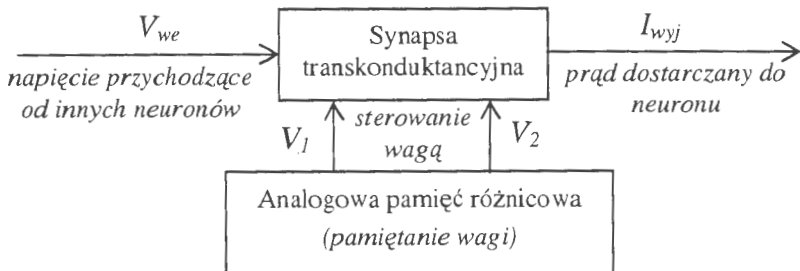 V_we
napięcie przychodzące
od innych neuronów
Synapsa
transkonduktancyjna
I_wyj
prąd dostarczany do
neuronu
V_1
sterowanie
wagą
V_2
Analogowa pamięć różnicowa
(pamiętanie wagi)